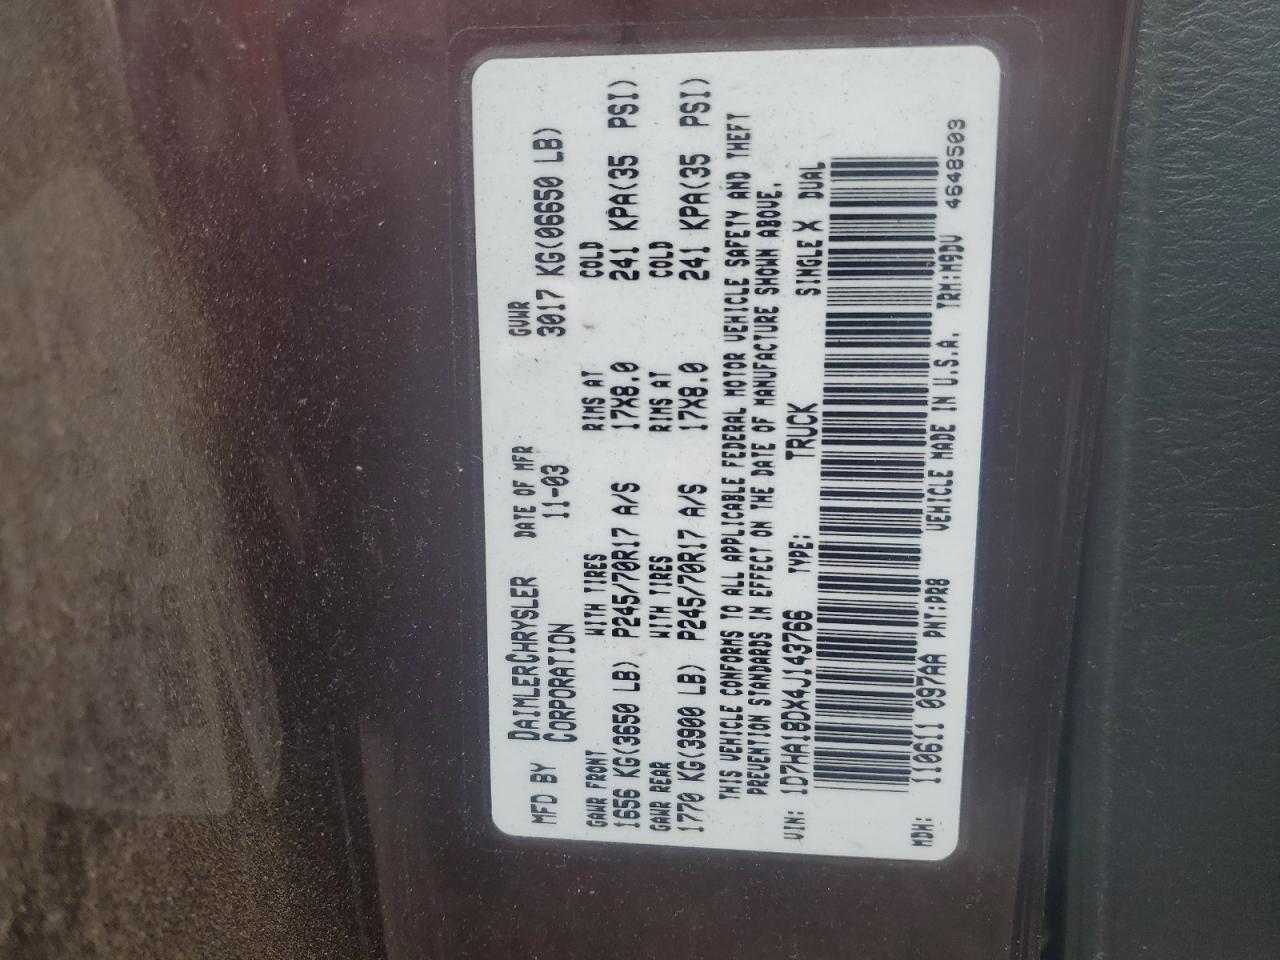 MFD BY DAIMLERCHRYSLER CORPORATION DATE OF MFR 11-03 GVWR 3017 KG(06650 LB)
GAWR FRONT WITH TIRES RIMS AT COLD
1656 KG(3650 LB) P245/70R17 A/S 17X8.0 241 KPA(35 PSI)
GAWR REAR WITH TIRES RIMS AT COLD
1770 KG(3900 LB) P245/70R17 A/S 17X8.0 241 KPA(35 PSI)
THIS VEHICLE CONFORMS TO ALL APPLICABLE FEDERAL MOTOR VEHICLE SAFETY AND THEFT
PREVENTION STANDARDS IN EFFECT ON THE DATE OF MANUFACTURE SHOWN ABOVE.
VIN: 1D7HA18DX4J143766 TYPE: TRUCK SINGLE X DUAL
MDH: 110611 097AA PNT:PR8 VEHICLE MADE IN U.S.A. TRM:M9DV
4648503